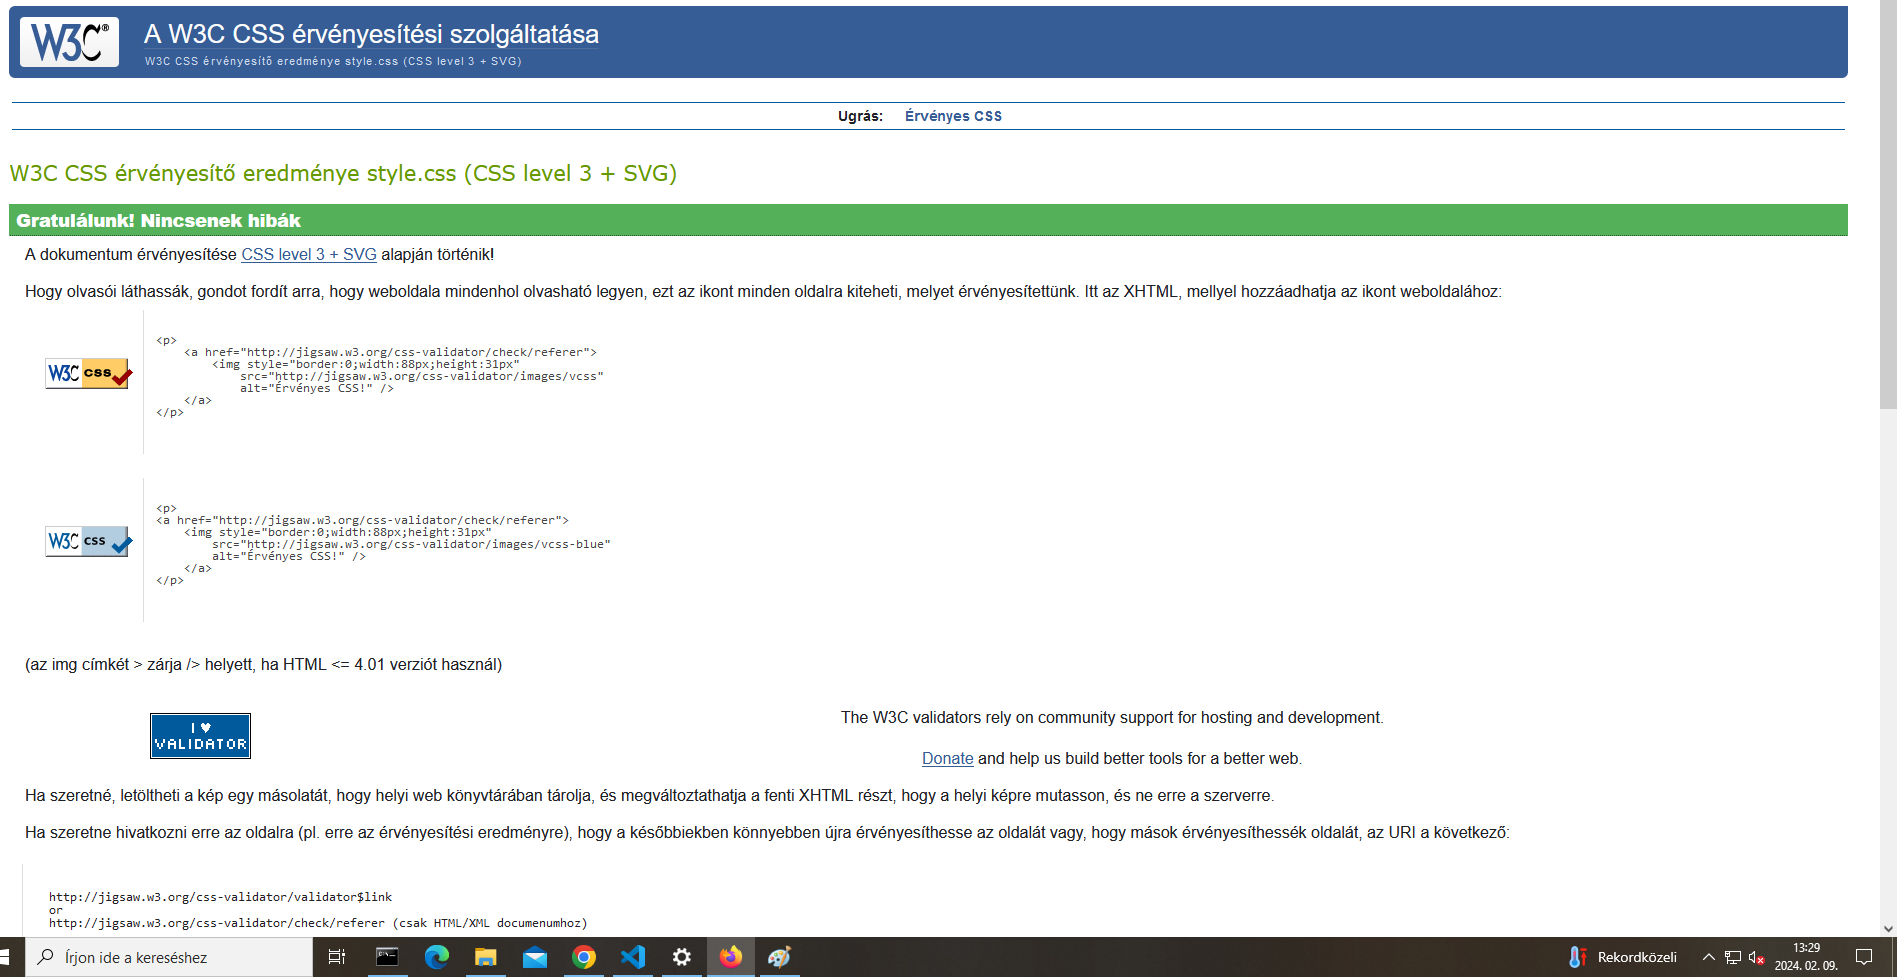 W3C®
A W3C CSS érvényesítési szolgáltatása
W3C CSS érvényesítő eredménye style.css (CSS level 3 + SVG)
Ugrás: Érvényes CSS
W3C CSS érvényesítő eredménye style.css (CSS level 3 + SVG)
Gratulálunk! Nincsenek hibák
A dokumentum érvényesítése CSS level 3 + SVG alapján történik!
Hogy olvasói láthassák, gondot fordít arra, hogy weboldala mindenhol olvasható legyen, ezt az ikont minden oldalra kiteheti, melyet érvényesítettünk. Itt az XHTML, mellyel hozzáadhatja az ikont weboldalához:
W3C css
<p>
<a href="http://jigsaw.w3.org/css-validator/check/referer">
<img style="border:0;width:88px;height:31px"
src="http://jigsaw.w3.org/css-validator/images/vcss"
alt="Érvényes CSS!" />
</a>
</p>
W3C css
<p>
<a href="http://jigsaw.w3.org/css-validator/check/referer">
<img style="border:0;width:88px;height:31px"
src="http://jigsaw.w3.org/css-validator/images/vcss-blue"
alt="Érvényes CSS!" />
</a>
</p>
(az img címkét > zárja /> helyett, ha HTML <= 4.01 verziót használ)
I ♥
VALIDATOR
The W3C validators rely on community support for hosting and development.
Donate and help us build better tools for a better web.
Ha szeretné, letöltheti a kép egy másolatát, hogy helyi web könyvtárában tárolja, és megváltoztathatja a fenti XHTML részt, hogy a helyi képre mutasson, és ne erre a szerverre.
Ha szeretne hivatkozni erre az oldalra (pl. erre az érvényesítési eredményre), hogy a későbbiekben könnyebben újra érvényesíthesse az oldalát vagy, hogy mások érvényesíthessék oldalát, az URI a következő:
http://jigsaw.w3.org/css-validator/validator$link
or
http://jigsaw.w3.org/css-validator/check/referer (csak HTML/XML documenumhoz)
Írjon ide a kereséshez
Rekordközeli
13:29
2024. 02. 09.